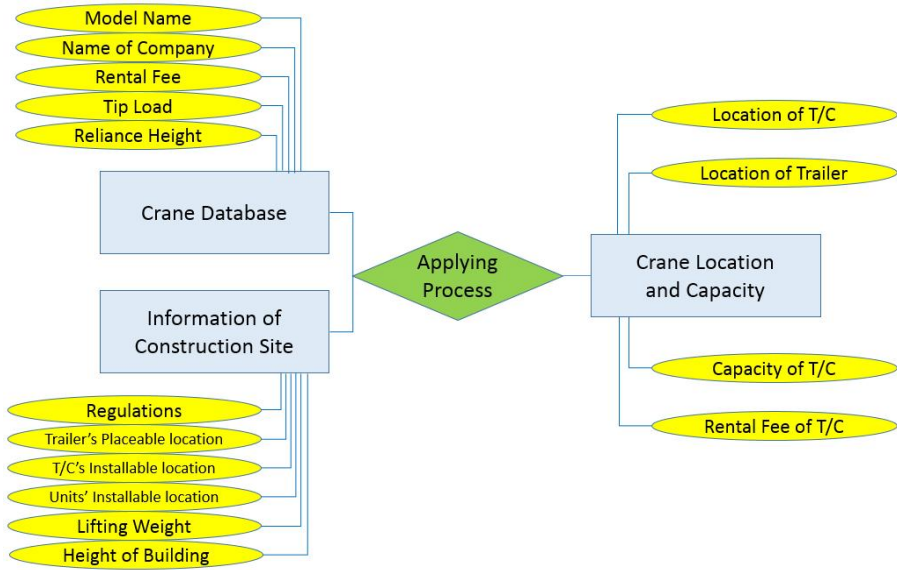 Model Name
Name of Company
Rental Fee
Tip Load
Reliance Height
Crane Database
Information of
Construction Site
Regulations
Trailer's Placeable location
T/C's Installable location
Units' Installable location
Lifting Weight
Height of Building
Applying
Process
Location of T/C
Location of Trailer
Crane Location
and Capacity
Capacity of T/C
Rental Fee of T/C